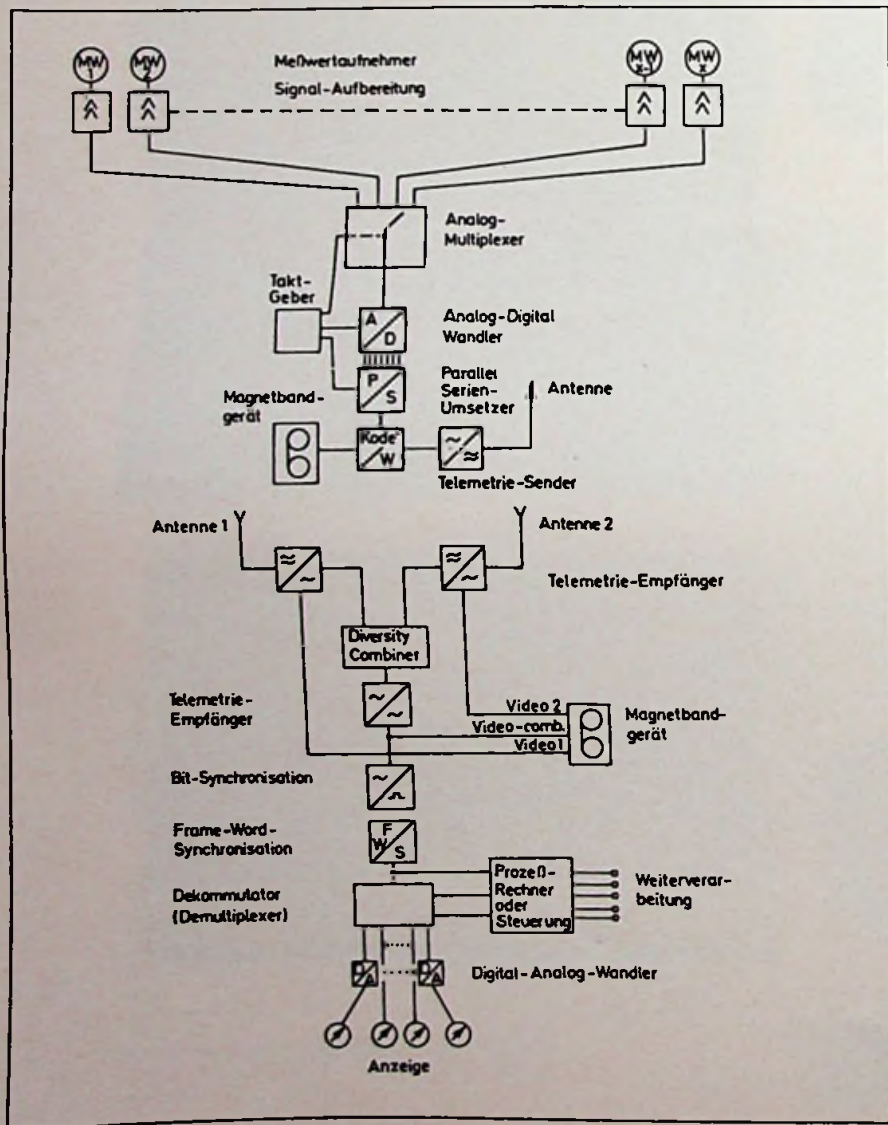 MW 1
MW 2
Meßwertaufnehmer
MW x-1
MW x
Signal-Aufbereitung
Analog-
Multiplexer
Takt-
Geber
A
D
Analog-Digital
Wandler
P
S
Parallel
Serien-
Umsetzer
Antenne
Magnetband-
gerät
Kode
W
Telemetrie-Sender
Antenne 1
Antenne 2
Telemetrie-Empfänger
Diversity
Combiner
Telemetrie-
Empfänger
Video 2
Video-comb.
Video 1
Magnetband-
gerät
Bit-Synchronisation
Frame-Word-
Synchronisation
F
W
S
Prozeß-
Rechner
oder
Steuerung
Weiterverar-
beitung
Dekommutator
(Demultiplexer)
D
A
D
A
Digital-Analog-Wandler
Anzeige